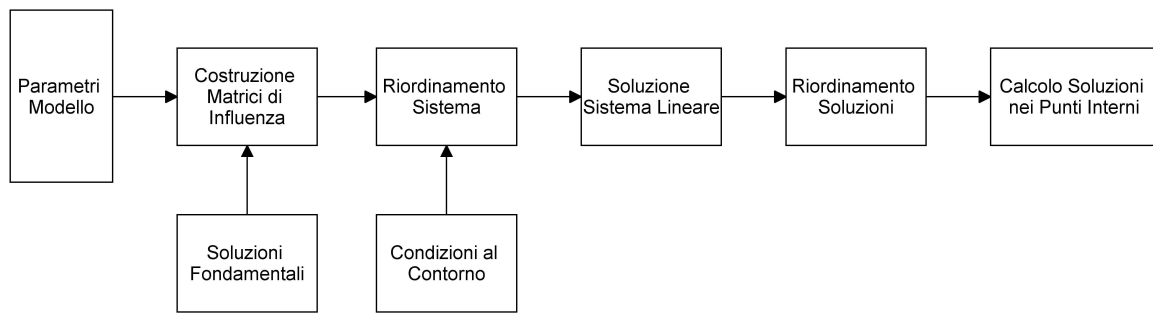 Parametri
Modello
Costruzione
Matrici di
Influenza
Riordinamento
Sistema
Soluzione
Sistema Lineare
Riordinamento
Soluzioni
Calcolo Soluzioni
nei Punti Interni
Soluzioni
Fondamentali
Condizioni al
Contorno